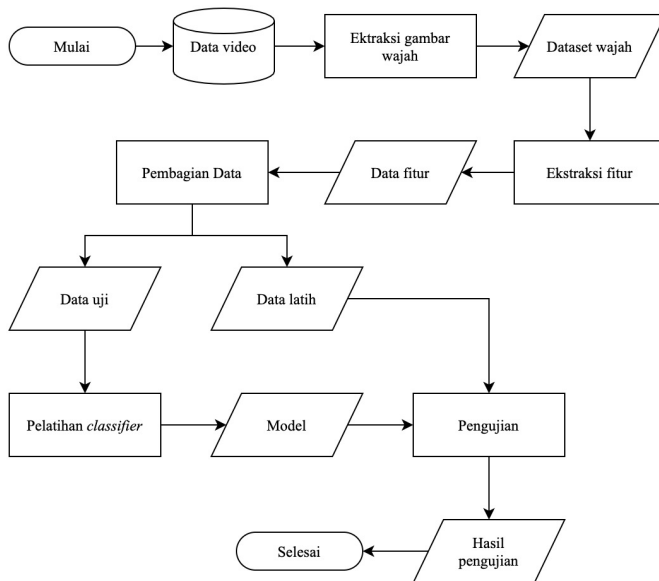 Mulai
Data video
Ektraksi gambar
wajah
Dataset wajah
Ekstraksi fitur
Data fitur
Pembagian Data
Data uji
Data latih
Pelatihan classifier
Model
Pengujian
Hasil
pengujian
Selesai